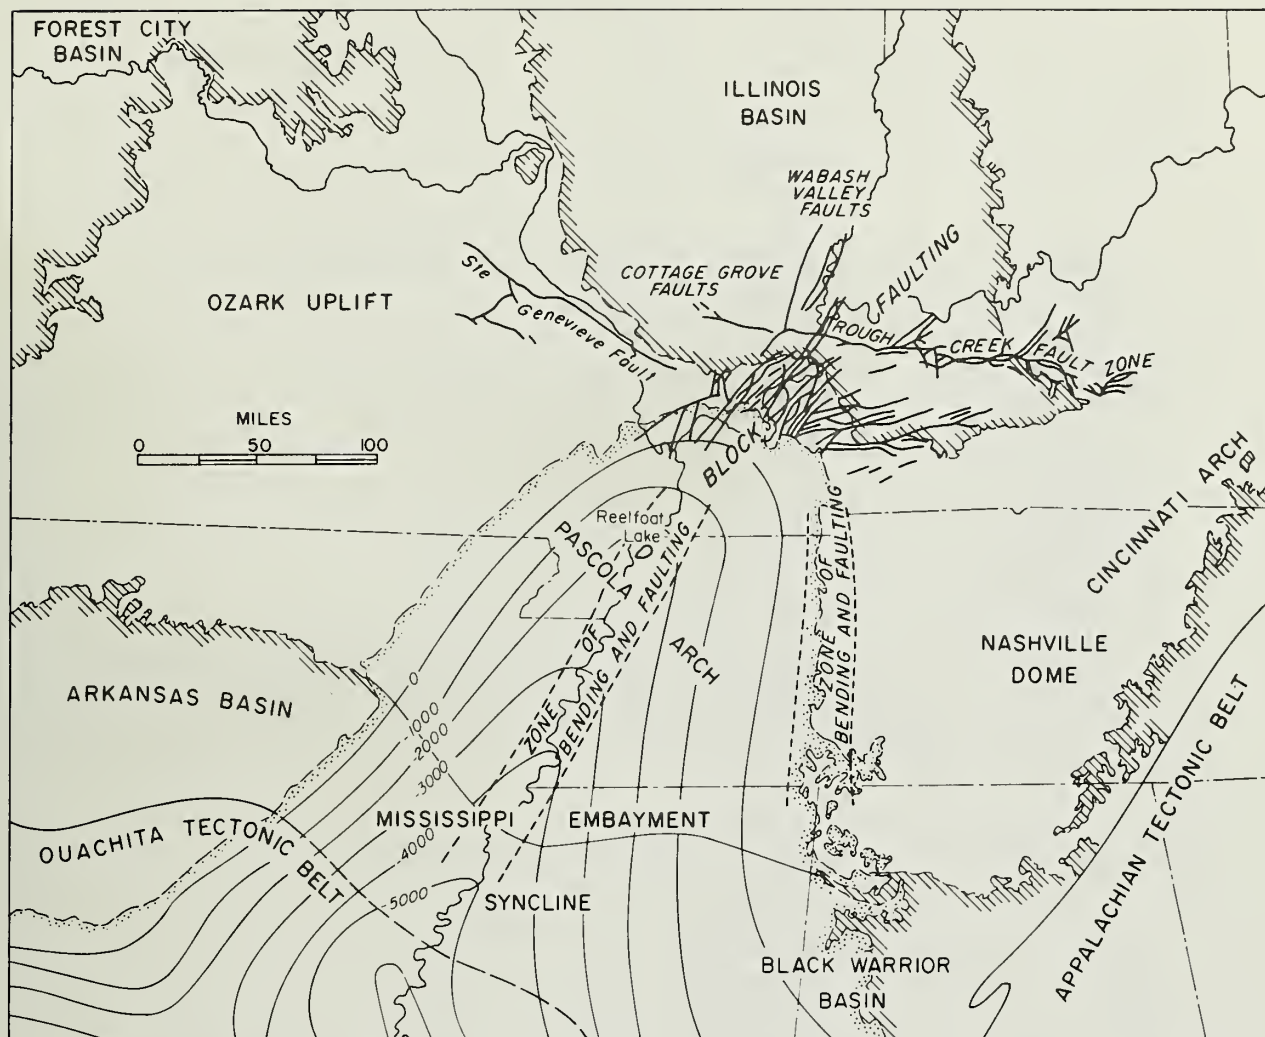 FOREST CITY
BASIN
ILLINOIS
BASIN
WABASH
VALLEY
FAULTS
COTTAGE GROVE
FAULTS
FAULTING
OZARK UPLIFT
Ste
Genevieve Fault
ROUGH
CREEK
FAULT
ZONE
MILES
0 50 100
BLOCK
CINCINNATI ARCH
Reelfoat
Lake
PASCOLA
ARCH
ZONE OF
BENDING AND FAULTING
ZONE OF
BENDING AND FAULTING
NASHVILLE
DOME
ARKANSAS BASIN
0
-1000
-2000
-3000
-4000
-5000
MISSISSIPPI EMBAYMENT
SYNCLINE
OUACHITA TECTONIC BELT
APPALACHIAN TECTONIC BELT
BLACK WARRIOR
BASIN